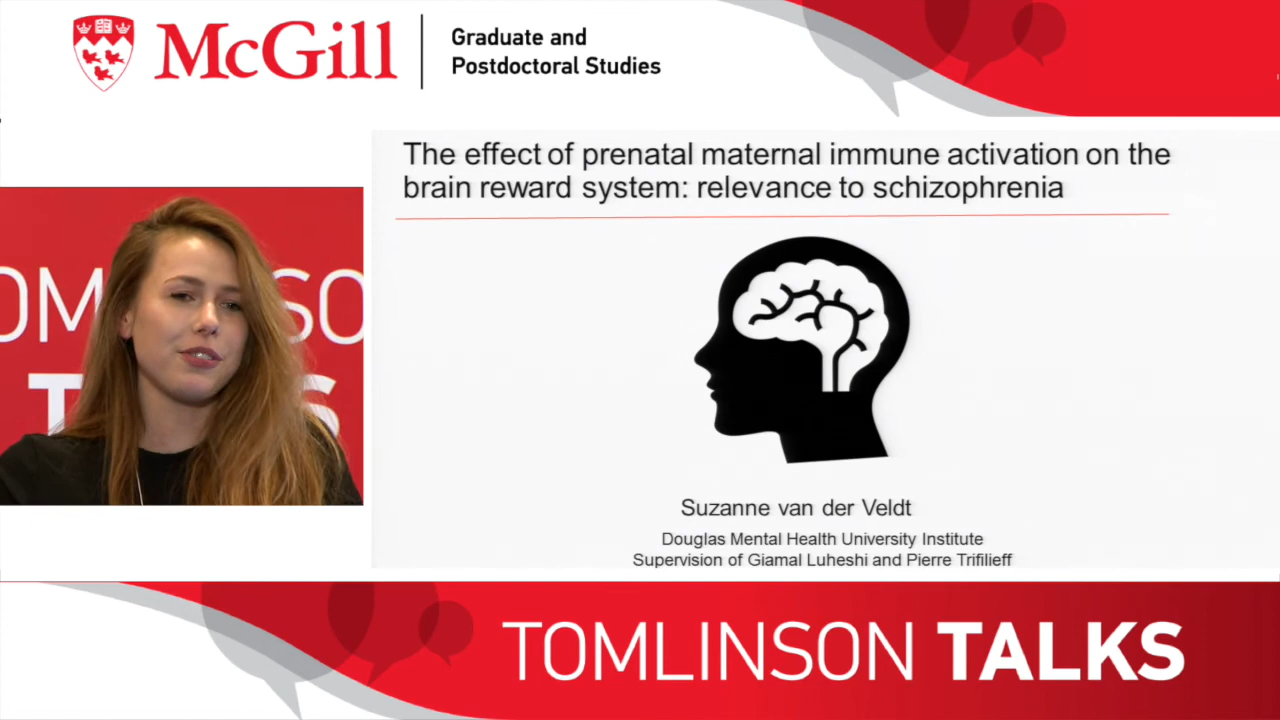 McGill
Graduate and
Postdoctoral Studies
The effect of prenatal maternal immune activation on the
brain reward system: relevance to schizophrenia
OM SO
T S
Suzanne van der Veldt
Douglas Mental Health University Institute
Supervision of Giamal Luheshi and Pierre Trifilieff
TOMLINSON TALKS